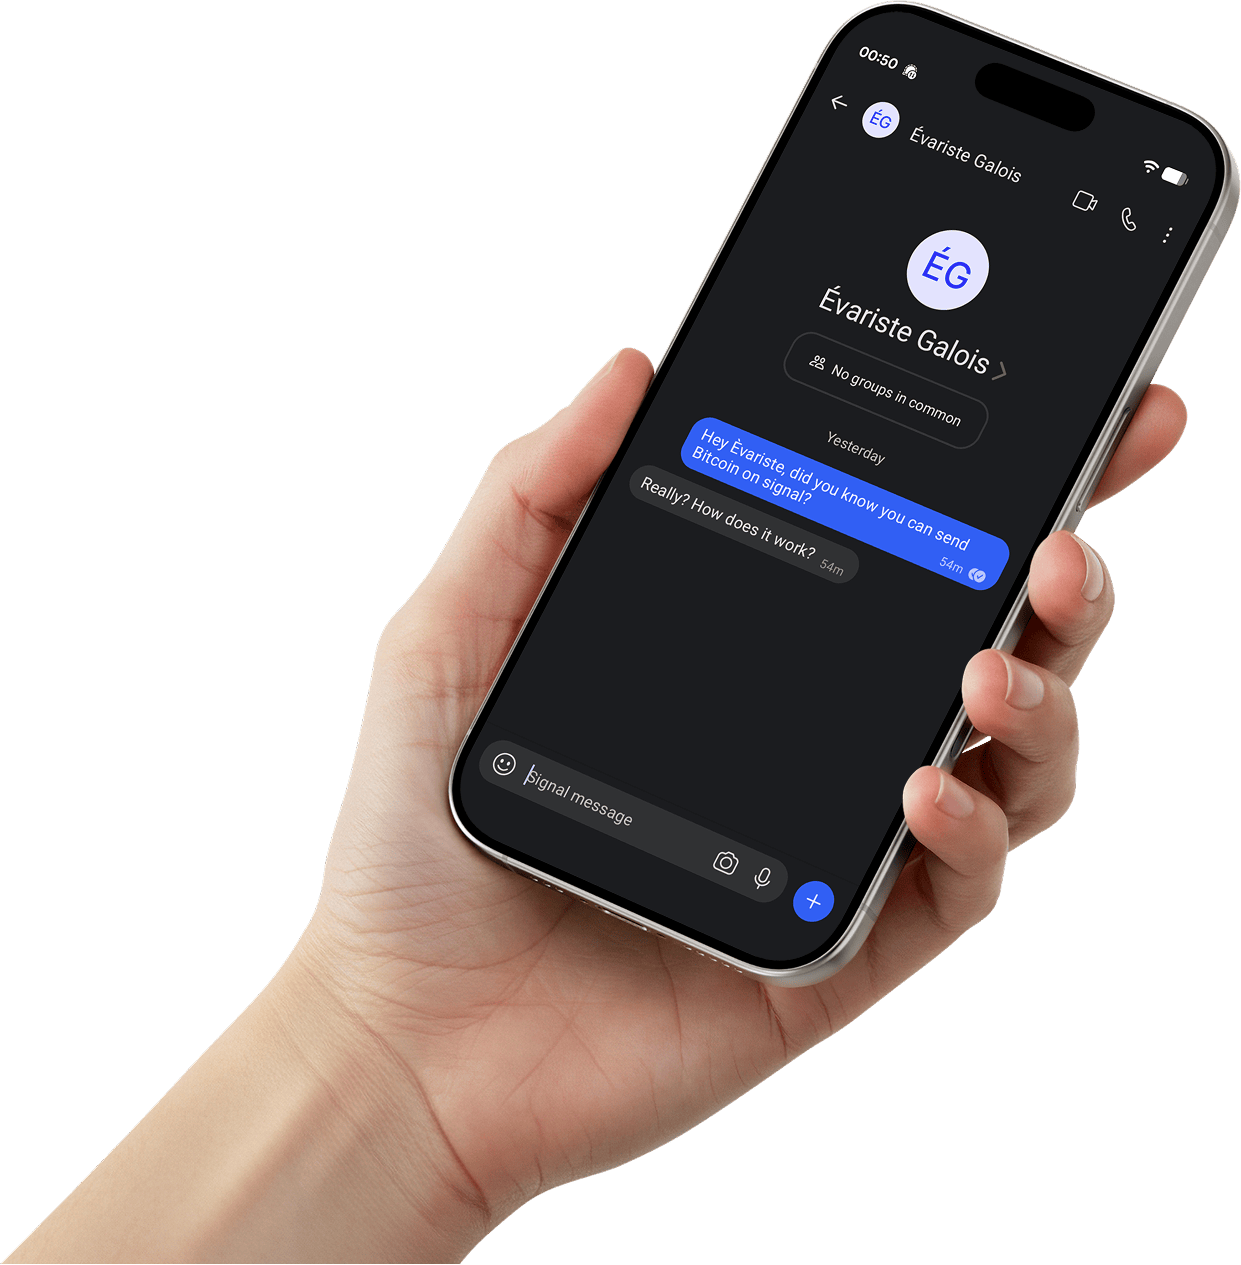 00:50
ÉG
Évariste Galois
ÉG
Évariste Galois
No groups in common
Yesterday
Hey Èvariste, did you know you can send
Bitcoin on signal?
54m
Really? How does it work?
54m
Signal message